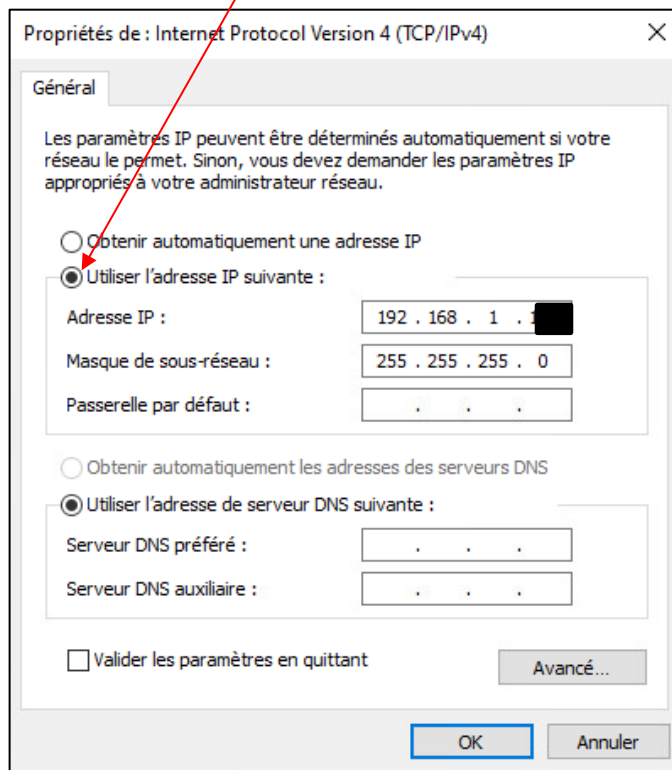 Propriétés de : Internet Protocol Version 4 (TCP/IPv4)
Général
Les paramètres IP peuvent être déterminés automatiquement si votre
réseau le permet. Sinon, vous devez demander les paramètres IP
appropriés à votre administrateur réseau.
Obtenir automatiquement une adresse IP
Utiliser l'adresse IP suivante :
Adresse IP : 192 . 168 . 1 .
Masque de sous-réseau : 255 . 255 . 255 . 0
Passerelle par défaut : . . .
Obtenir automatiquement les adresses des serveurs DNS
Utiliser l'adresse de serveur DNS suivante :
Serveur DNS préféré : . . .
Serveur DNS auxiliaire : . . .
Valider les paramètres en quittant
Avancé...
OK Annuler